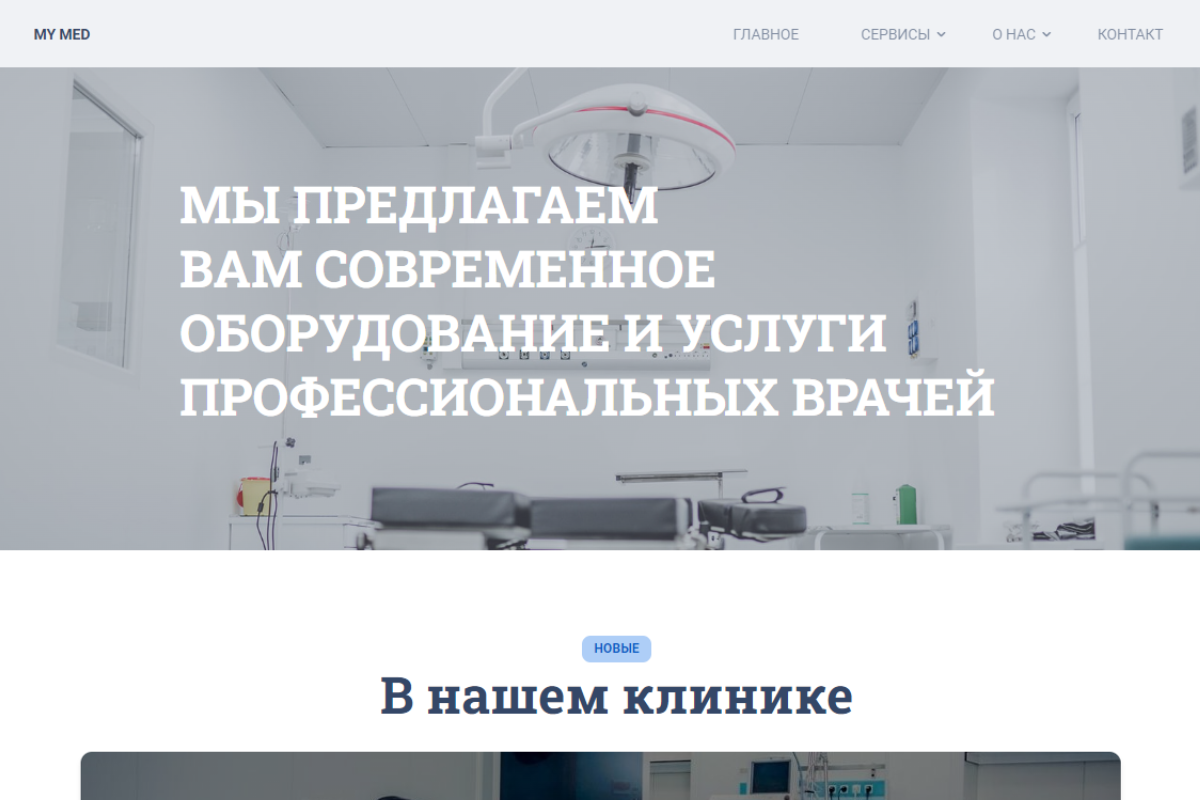 MY MED
ГЛАВНОЕ
СЕРВИСЫ
О НАС
КОНТАКТ
МЫ ПРЕДЛАГАЕМ
ВАМ СОВРЕМЕННОЕ
ОБОРУДОВАНИЕ И УСЛУГИ
ПРОФЕССИОНАЛЬНЫХ ВРАЧЕЙ
НОВЫЕ
В нашем клинике